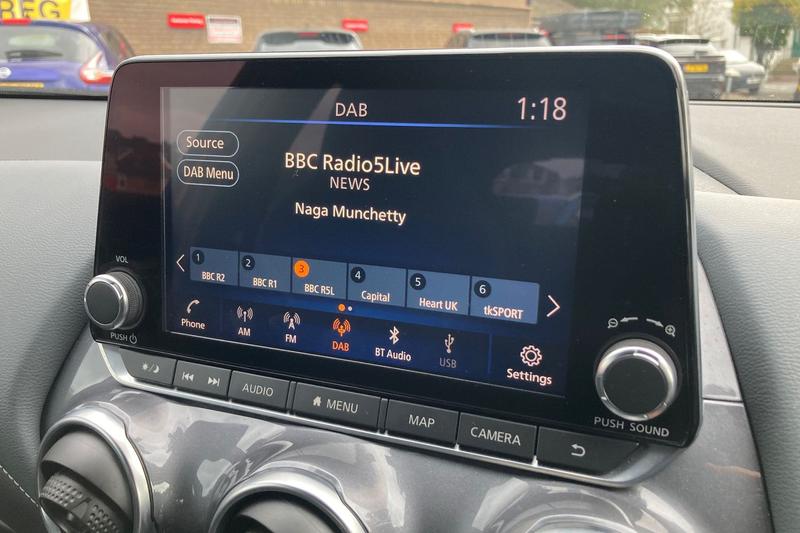 REG
DAB
1:18
Source
BBC Radio5Live
DAB Menu
NEWS
Naga Munchetty
1 BBC R2
2 BBC R1
3 BBC R5L
4 Capital
5 Heart UK
6 tkSPORT
Phone
AM
FM
DAB
BT Audio
USB
Settings
VOL
PUSH
PUSH SOUND
AUDIO
MENU
MAP
CAMERA